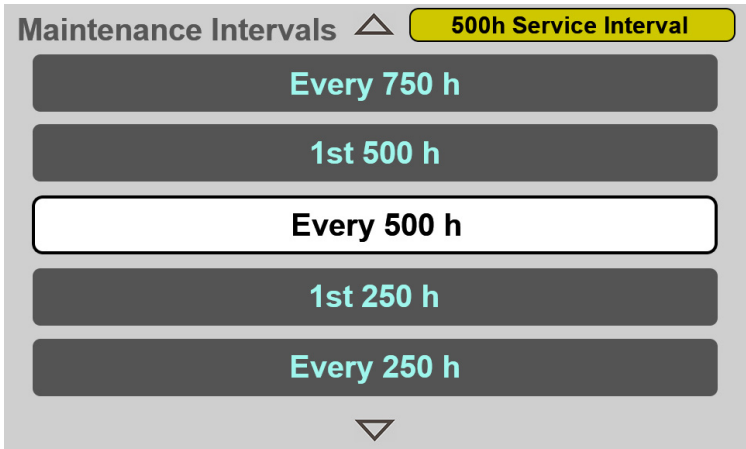 Maintenance Intervals
500h Service Interval
Every 750 h
1st 500 h
Every 500 h
1st 250 h
Every 250 h